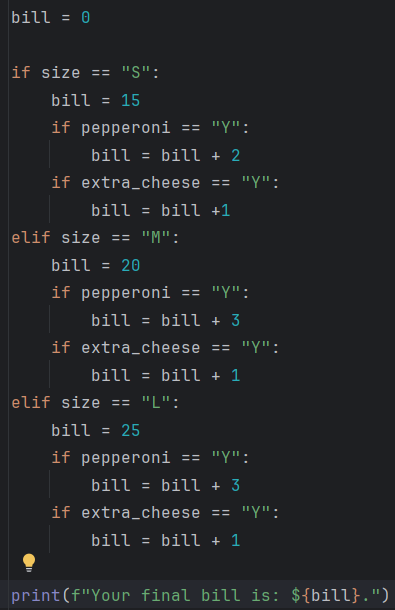 bill = 0
if size == "S":
    bill = 15
    if pepperoni == "Y":
        bill = bill + 2
    if extra_cheese == "Y":
        bill = bill +1
elif size == "M":
    bill = 20
    if pepperoni == "Y":
        bill = bill + 3
    if extra_cheese == "Y":
        bill = bill + 1
elif size == "L":
    bill = 25
    if pepperoni == "Y":
        bill = bill + 3
    if extra_cheese == "Y":
        bill = bill + 1
print(f"Your final bill is: ${bill}.")